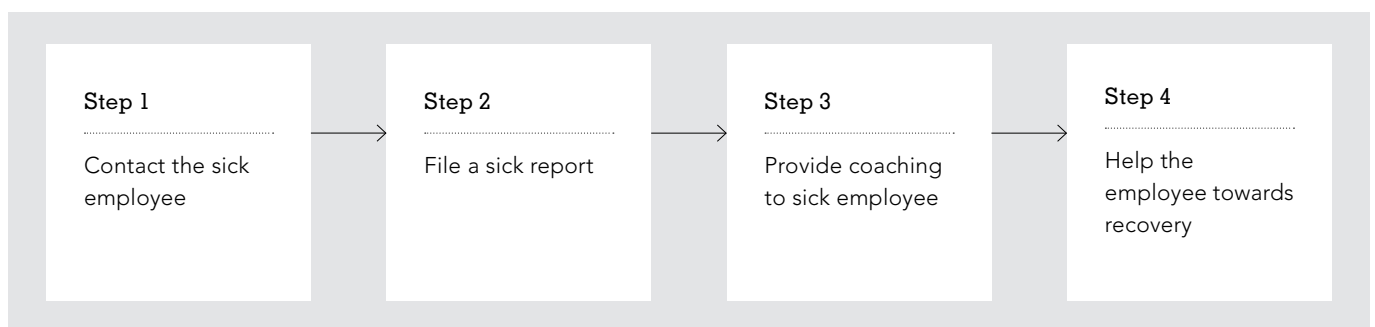 Step 1
Contact the sick
employee
Step 2
File a sick report
Step 3
Provide coaching
to sick employee
Step 4
Help the
employee towards
recovery